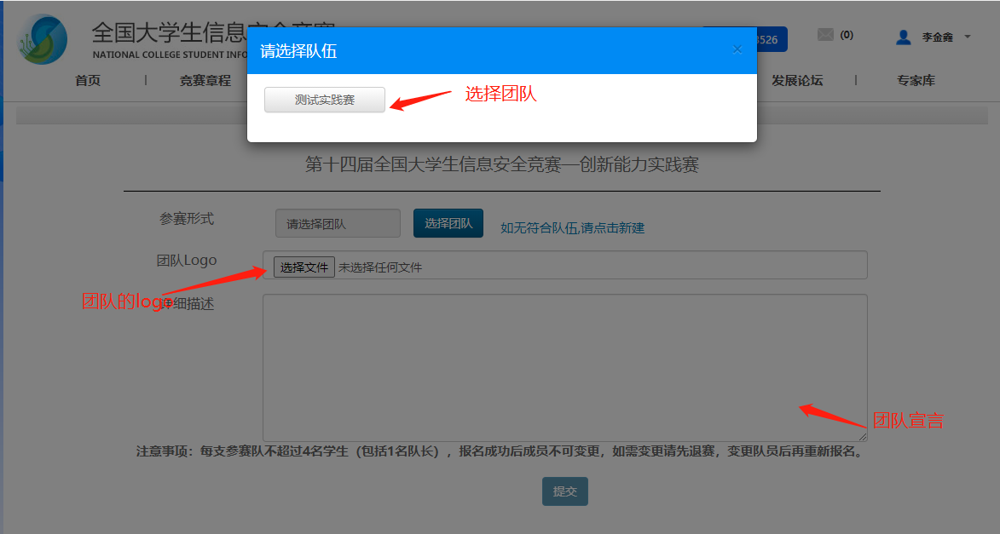 全国大学生信息安全竞赛
NATIONAL COLLEGE STUDENT INFO
3526
(0)
李金鑫
首页 | 竞赛章程
发展论坛 | 专家库
请选择队伍
×
测试实践赛
选择团队
第十四届全国大学生信息安全竞赛—创新能力实践赛
参赛形式 请选择团队 选择团队 如无符合队伍,请点击新建
团队Logo 选择文件 未选择任何文件
团队的logo
详细描述
团队宣言
注意事项：每支参赛队不超过4名学生（包括1名队长），报名成功后成员不可变更，如需变更请先退赛，变更队员后再重新报名。
提交